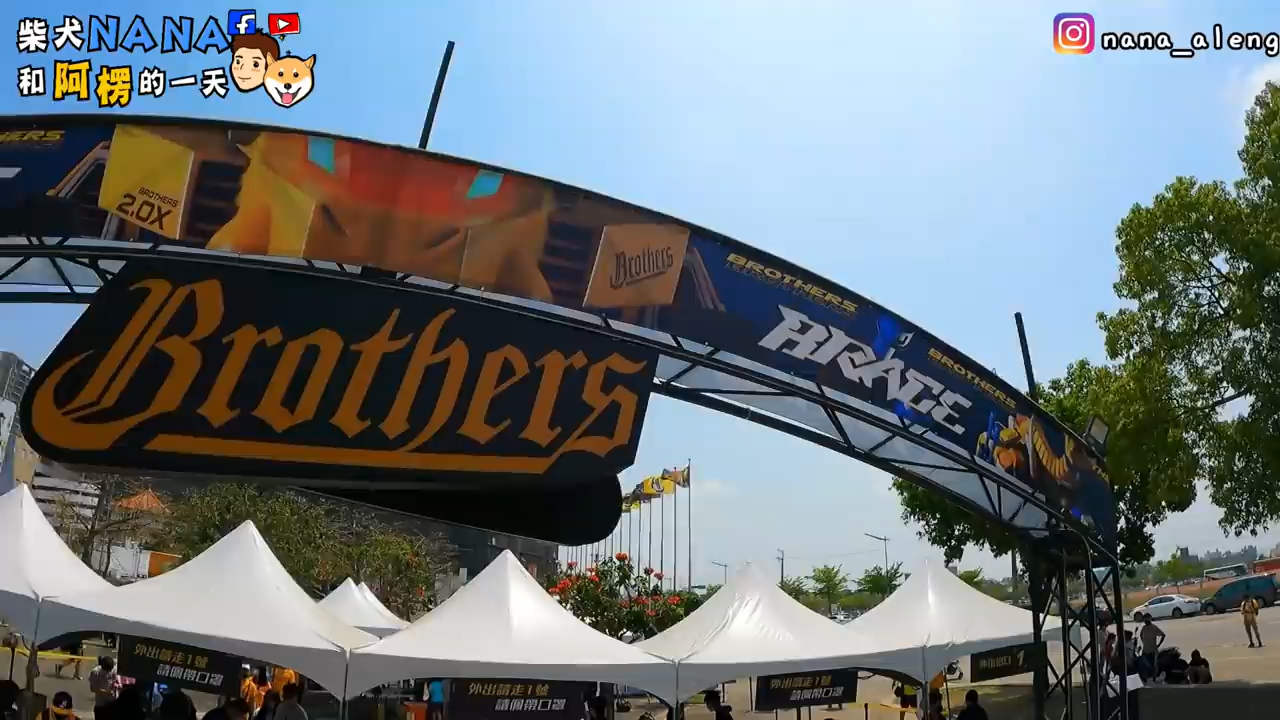 柴犬NANA
和阿楞的一天
nana_aleng
BROTHERS
2.0X
Brothers
BROTHERS
BRACE
BROTHERS
Brothers
外出請走1號
請佩帶口罩
外出請走1號
請佩帶口罩
外出請走1號
請佩帶口罩